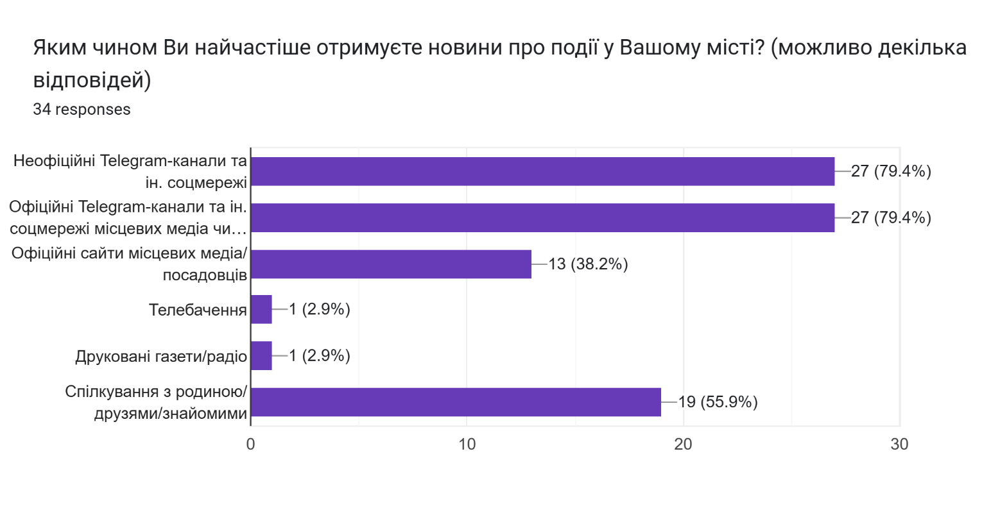 Яким чином Ви найчастіше отримуєте новини про події у Вашому місті? (можливо декілька
відповідей)
34 responses
Неофіційні Telegram-канали та
ін. соцмережі
27 (79.4%)
Офіційні Telegram-канали та ін.
соцмережі місцевих медіа чи…
27 (79.4%)
Офіційні сайти місцевих медіа/
посадовців
13 (38.2%)
Телебачення
1 (2.9%)
Друковані газети/радіо
1 (2.9%)
Спілкування з родиною/
друзями/знайомими
19 (55.9%)
0 10 20 30